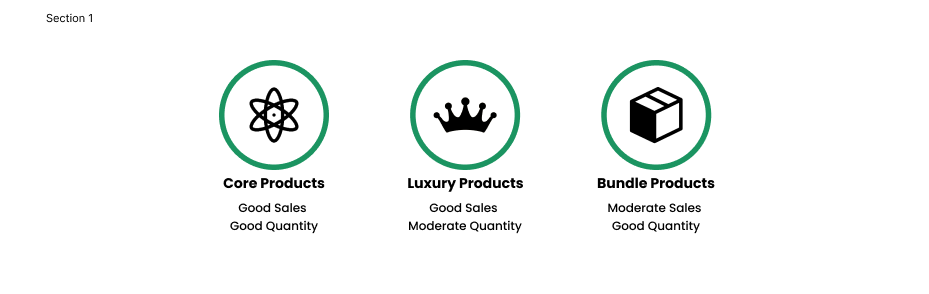 Section 1
Core Products
Good Sales
Good Quantity
Luxury Products
Good Sales
Moderate Quantity
Bundle Products
Moderate Sales
Good Quantity